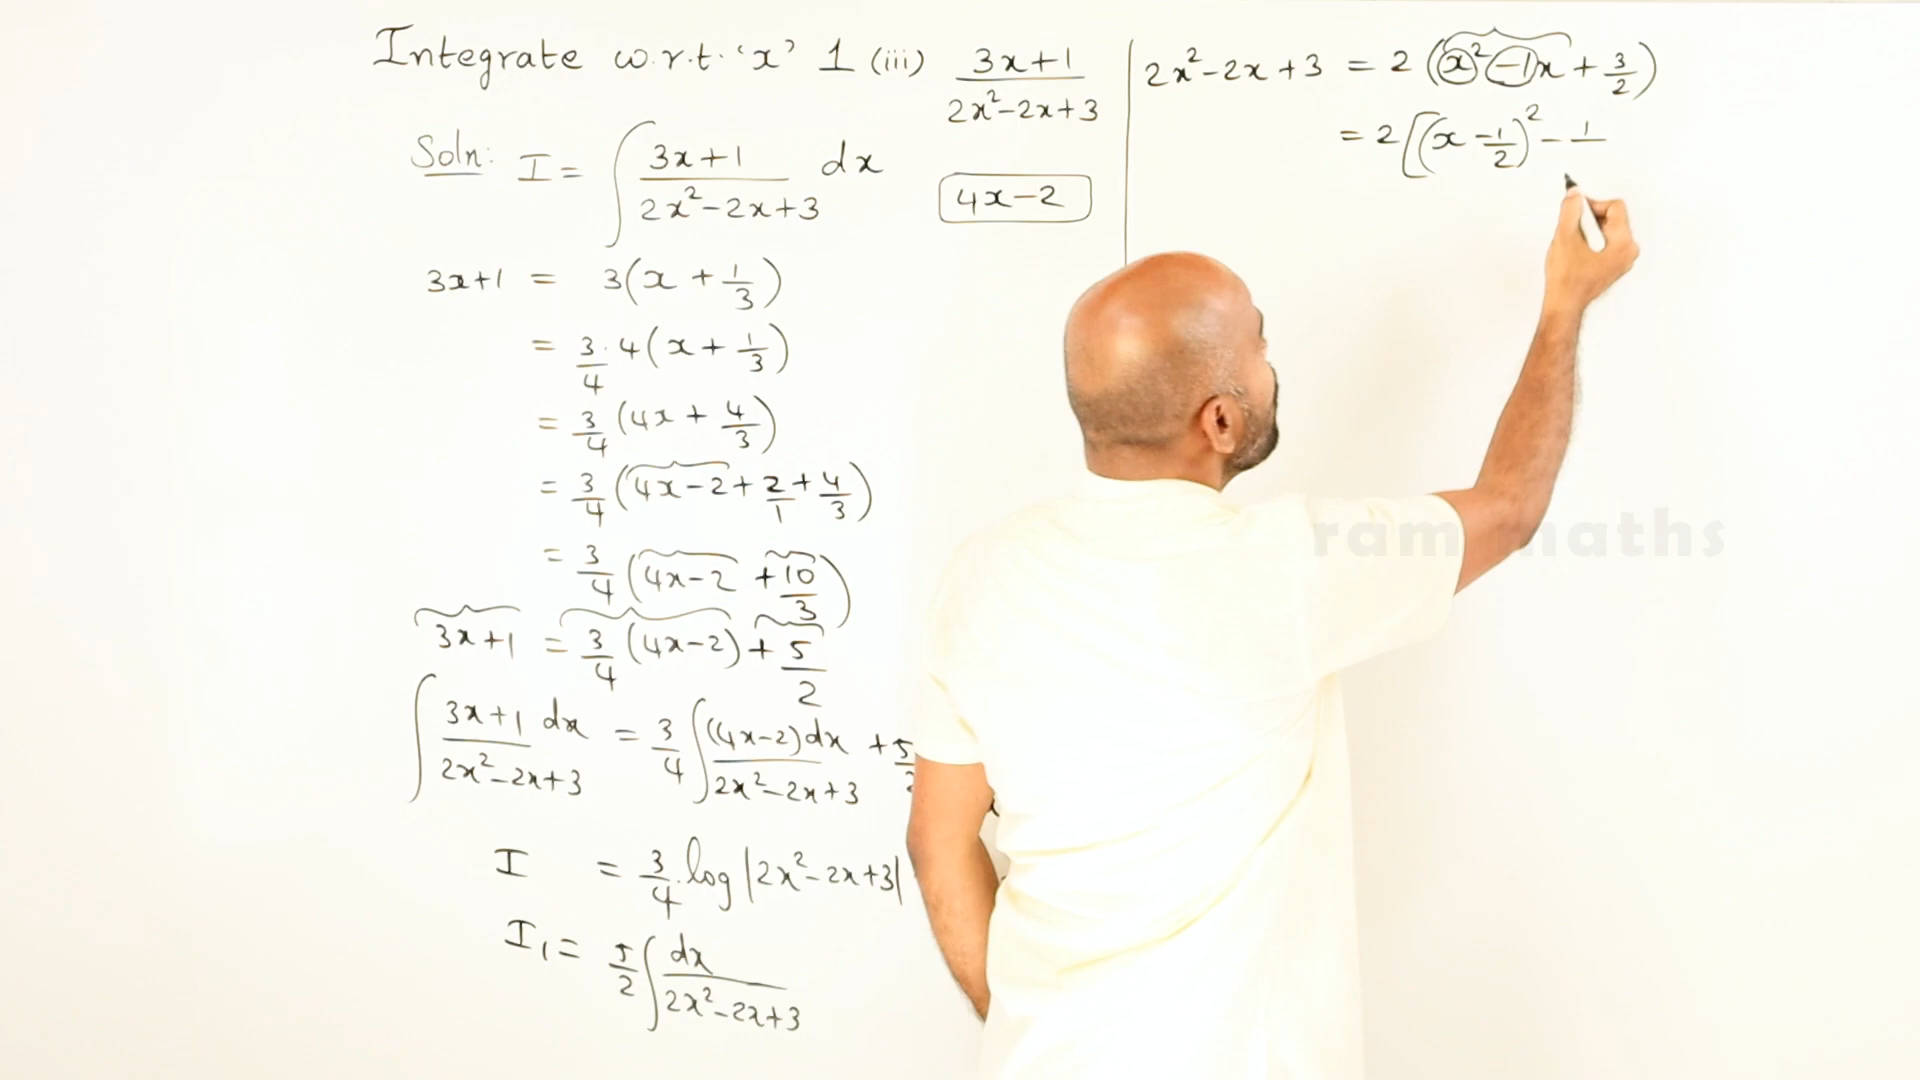 Integrate w.r.t. 'x' 1 (iii) (3x+1)/(2x²-2x+3)
Soln: I = ∫ (3x+1)/(2x²-2x+3) dx
4x-2
3x+1 = 3(x + 1/3)
= 3/4 · 4(x + 1/3)
= 3/4 (4x + 4/3)
= 3/4 (4x-2 + 2/1 + 4/3)
= 3/4 (4x-2 + 10/3)
3x+1 = 3/4 (4x-2) + 5/2
∫ (3x+1 dx)/(2x²-2x+3) = 3/4 ∫ ((4x-2)dx)/(2x²-2x+3) + 5/2
I = 3/4 · log |2x²-2x+3|
I₁ = 5/2 ∫ dx/(2x²-2x+3)
2x²-2x+3 = 2(x²-1x + 3/2)
= 2[(x - 1/2)² - 1/
ram maths